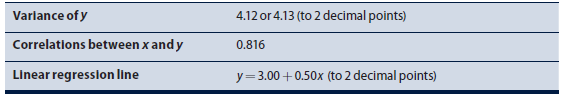 Variance of y 4.12 or 4.13 (to 2 decimal points)
Correlations between x and y 0.816
Linear regression line y = 3.00 + 0.50x (to 2 decimal points)